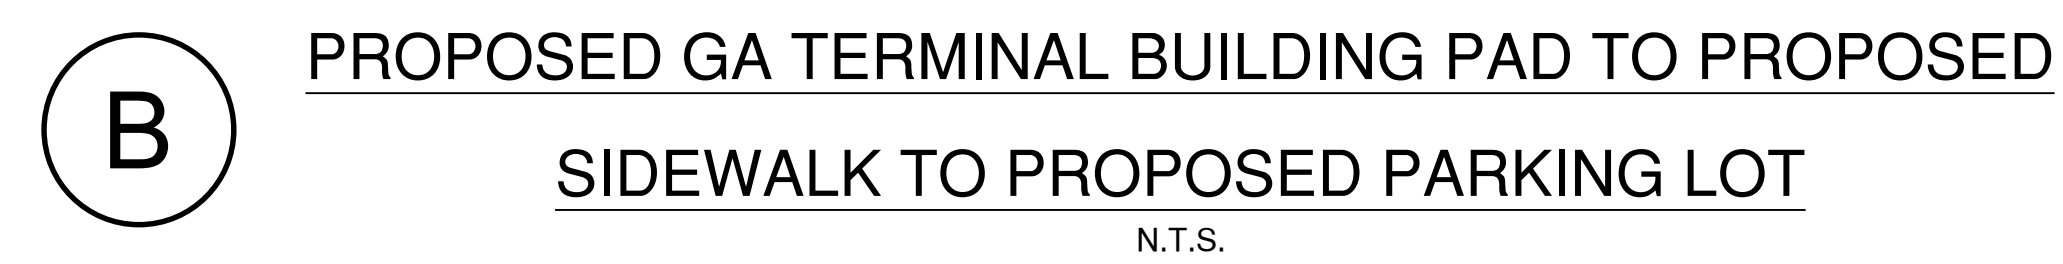 B
PROPOSED GA TERMINAL BUILDING PAD TO PROPOSED
SIDEWALK TO PROPOSED PARKING LOT
N.T.S.